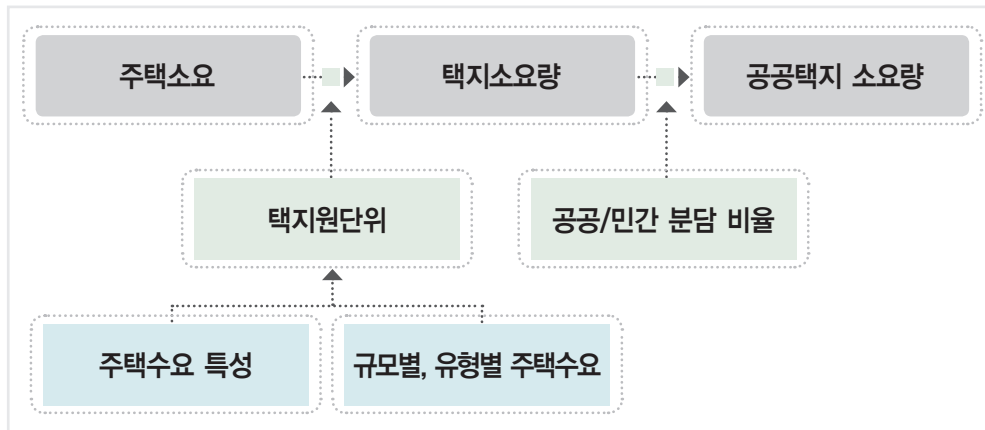 주택소요
택지소요량
공공택지 소요량
택지원단위
공공/민간 분담 비율
주택수요 특성
규모별, 유형별 주택수요